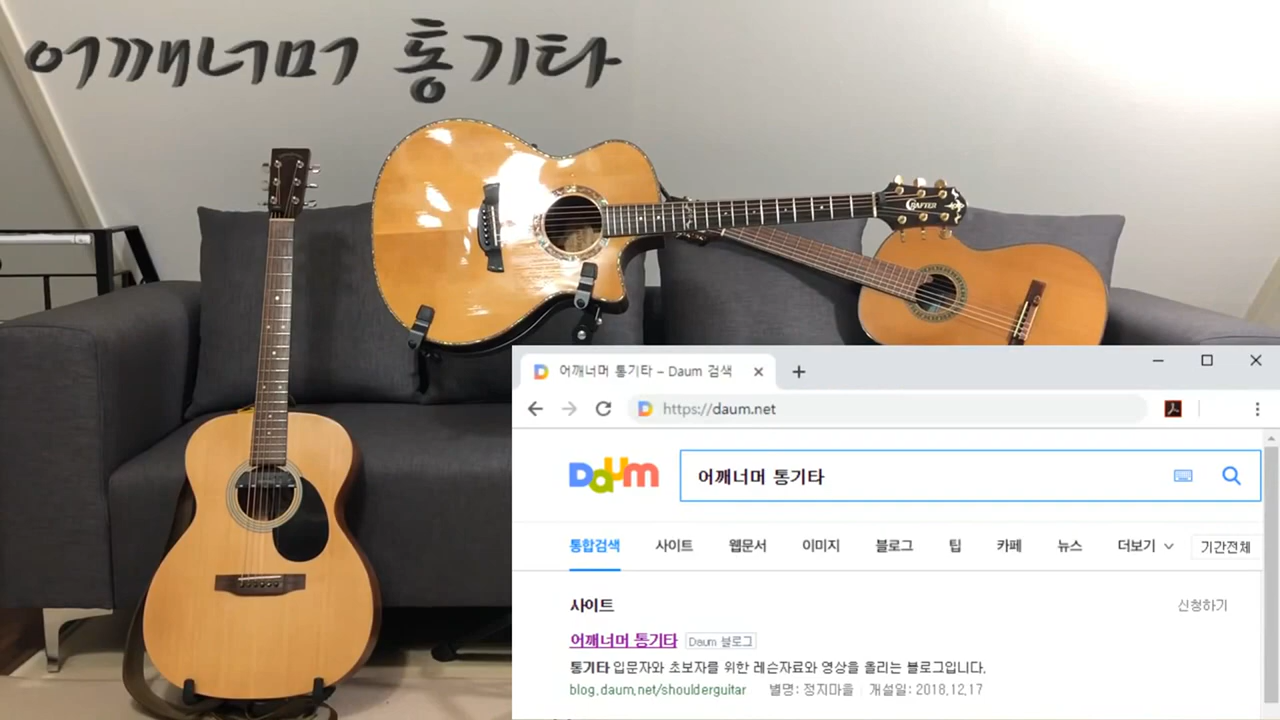 어깨너머 통기타
CRAFTER
어깨너머 통기타 – Daum 검색
https://daum.net
Daum
어깨너머 통기타
통합검색 사이트 웹문서 이미지 블로그 팁 카페 뉴스 더보기 기간전체
사이트
신청하기
어깨너머 통기타 Daum 블로그
통기타 입문자와 초보자를 위한 레슨자료와 영상을 올리는 블로그입니다.
blog.daum.net/shoulderguitar 별명: 정지마을 개설일: 2018.12.17